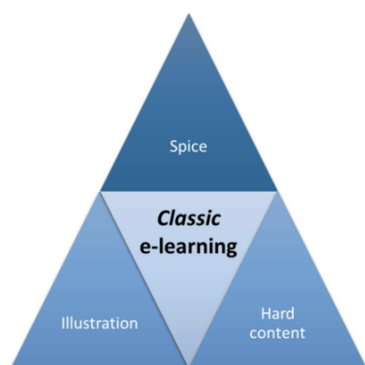 Spice
Classic
e-learning
Illustration
Hard
content